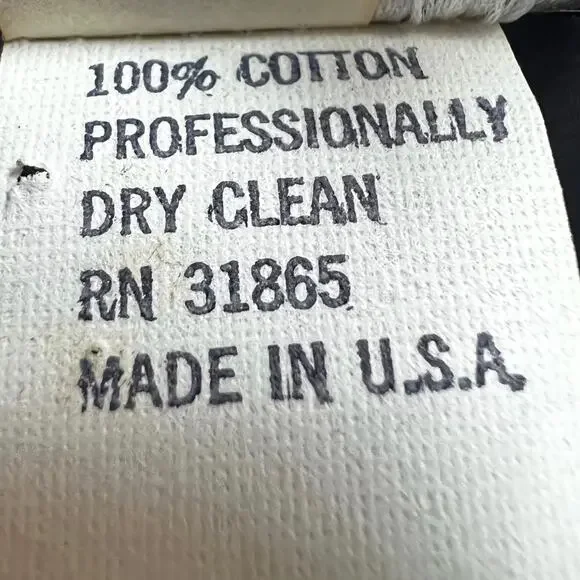 100% COTTON
PROFESSIONALLY
DRY CLEAN
RN 31865
MADE IN U.S.A.